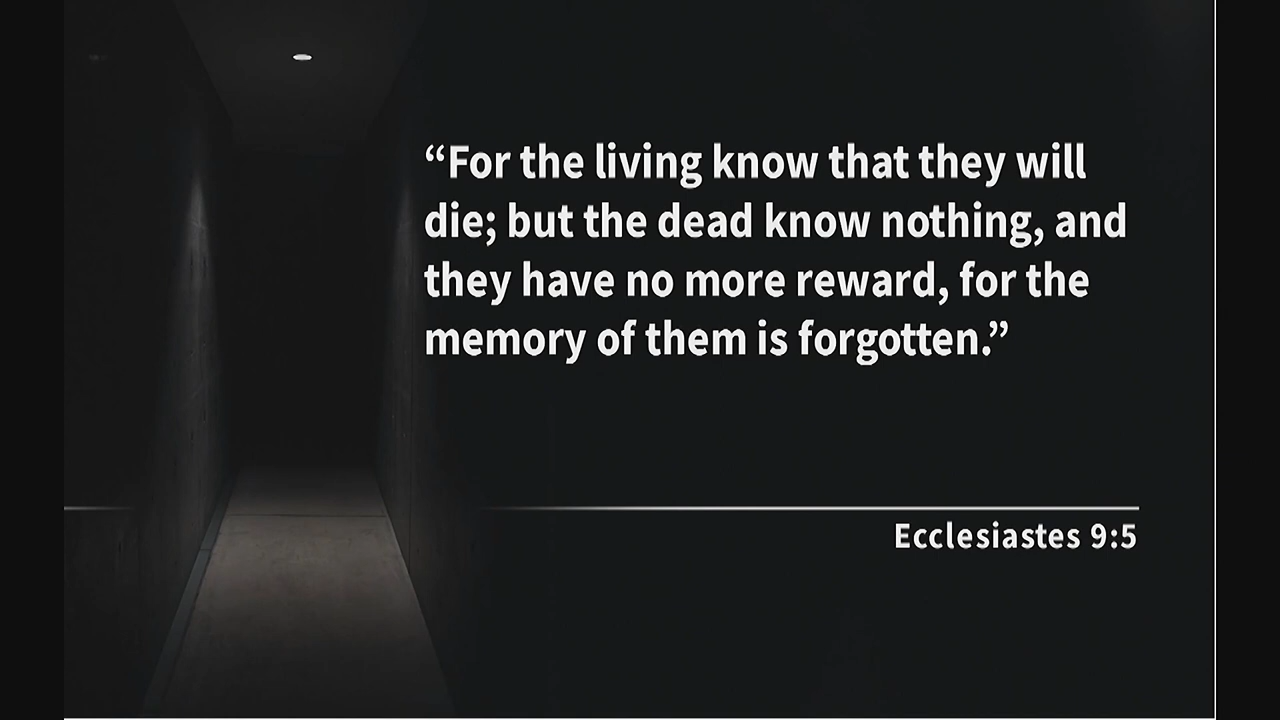 “For the living know that they will
die; but the dead know nothing, and
they have no more reward, for the
memory of them is forgotten.”
Ecclesiastes 9:5